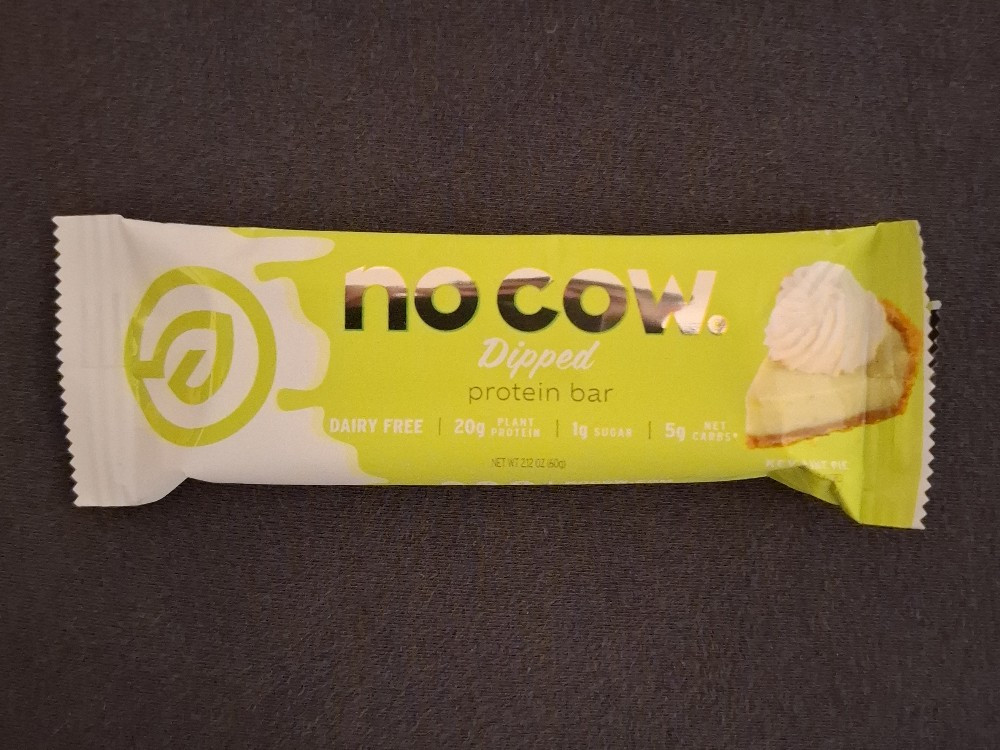 no cow.
Dipped
protein bar
DAIRY FREE | 20g PLANT PROTEIN | 1g SUGAR | 5g NET CARBS*
NET WT 2.12 OZ (60g)